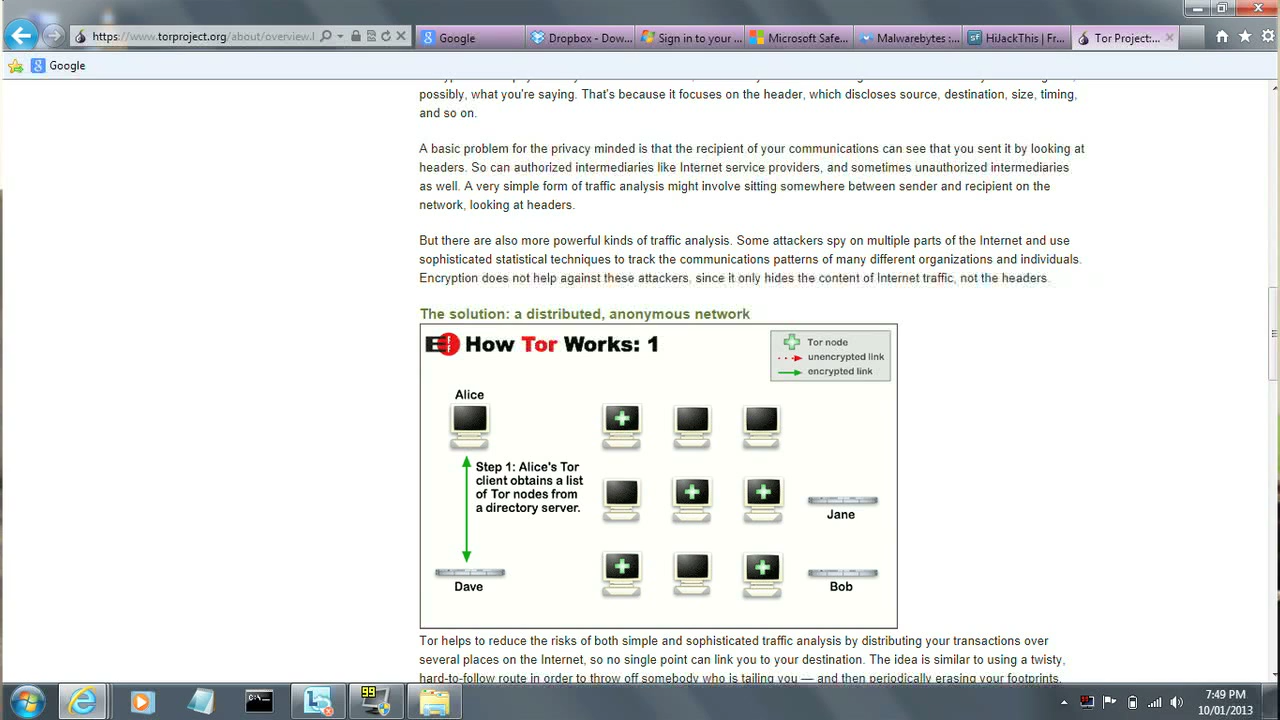 https://www.torproject.org/about/overview.l
Google
Dropbox - Dow...
Sign in to your ...
Microsoft Safe...
Malwarebytes :...
HiJackThis | Fr...
Tor Project:...
Google
possibly, what you're saying. That's because it focuses on the header, which discloses source, destination, size, timing,
and so on.
A basic problem for the privacy minded is that the recipient of your communications can see that you sent it by looking at
headers. So can authorized intermediaries like Internet service providers, and sometimes unauthorized intermediaries
as well. A very simple form of traffic analysis might involve sitting somewhere between sender and recipient on the
network, looking at headers.
But there are also more powerful kinds of traffic analysis. Some attackers spy on multiple parts of the Internet and use
sophisticated statistical techniques to track the communications patterns of many different organizations and individuals.
Encryption does not help against these attackers, since it only hides the content of Internet traffic, not the headers.
The solution: a distributed, anonymous network
EFF How Tor Works: 1
Tor node
unencrypted link
encrypted link
Alice
Step 1: Alice's Tor
client obtains a list
of Tor nodes from
a directory server.
Jane
Dave
Bob
Tor helps to reduce the risks of both simple and sophisticated traffic analysis by distributing your transactions over
several places on the Internet, so no single point can link you to your destination. The idea is similar to using a twisty,
hard-to-follow route in order to throw off somebody who is tailing you — and then periodically erasing your footprints.
99
7:49 PM
10/01/2013